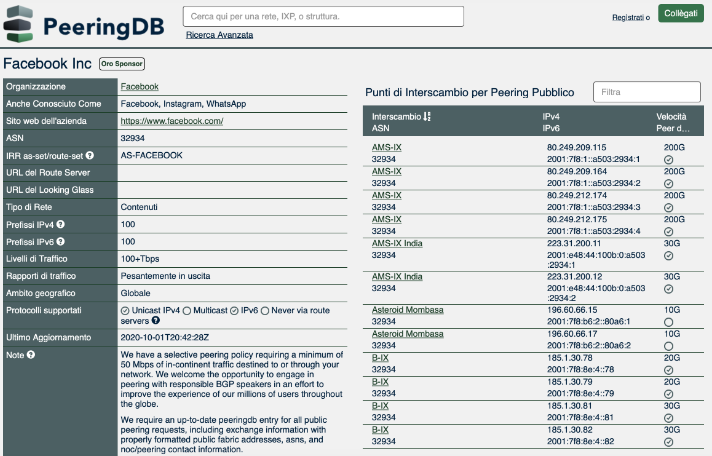 PeeringDB
Cerca qui per una rete, IXP, o struttura.
Ricerca Avanzata
Registrati o
Collégati
Facebook Inc
Oro Sponsor
Organizzazione Facebook
Anche Conosciuto Come Facebook, Instagram, WhatsApp
Sito web dell'azienda https://www.facebook.com/
ASN 32934
IRR as-set/route-set AS-FACEBOOK
URL del Route Server
URL del Looking Glass
Tipo di Rete Contenuti
Prefissi IPv4 100
Prefissi IPv6 100
Livelli di Traffico 100+Tbps
Rapporti di traffico Pesantemente in uscita
Ambito geografico Globale
Protocolli supportati Unicast IPv4 Multicast IPv6 Never via route
servers
Ultimo Aggiornamento 2020-10-01T20:42:28Z
Note We have a selective peering policy requiring a minimum of
50 Mbps of in-continent traffic destined to or through your
network. We welcome the opportunity to engage in
peering with responsible BGP speakers in an effort to
improve the experience of our millions of users throughout
the globe.
We require an up-to-date peeringdb entry for all public
peering requests, including exchange information with
properly formatted public fabric addresses, asns, and
noc/peering contact information.
Punti di Interscambio per Peering Pubblico
Filtra
Interscambio IPv4 Velocità
ASN IPv6 Peer d...
AMS-IX 80.249.209.115 200G
32934 2001:7f8:1::a503:2934:1
AMS-IX 80.249.209.164 200G
32934 2001:7f8:1::a503:2934:2
AMS-IX 80.249.212.174 200G
32934 2001:7f8:1::a503:2934:3
AMS-IX 80.249.212.175 200G
32934 2001:7f8:1::a503:2934:4
AMS-IX India 223.31.200.11 30G
32934 2001:e48:44:100b:0:a503
:2934:1
AMS-IX India 223.31.200.12 30G
32934 2001:e48:44:100b:0:a503
:2934:2
Asteroid Mombasa 196.60.66.15 10G
32934 2001:7f8:b6:2::80a6:1
Asteroid Mombasa 196.60.66.17 10G
32934 2001:7f8:b6:2::80a6:2
B-IX 185.1.30.78 20G
32934 2001:7f8:8e:4::78
B-IX 185.1.30.79 20G
32934 2001:7f8:8e:4::79
B-IX 185.1.30.81 30G
32934 2001:7f8:8e:4::81
B-IX 185.1.30.82 30G
32934 2001:7f8:8e:4::82